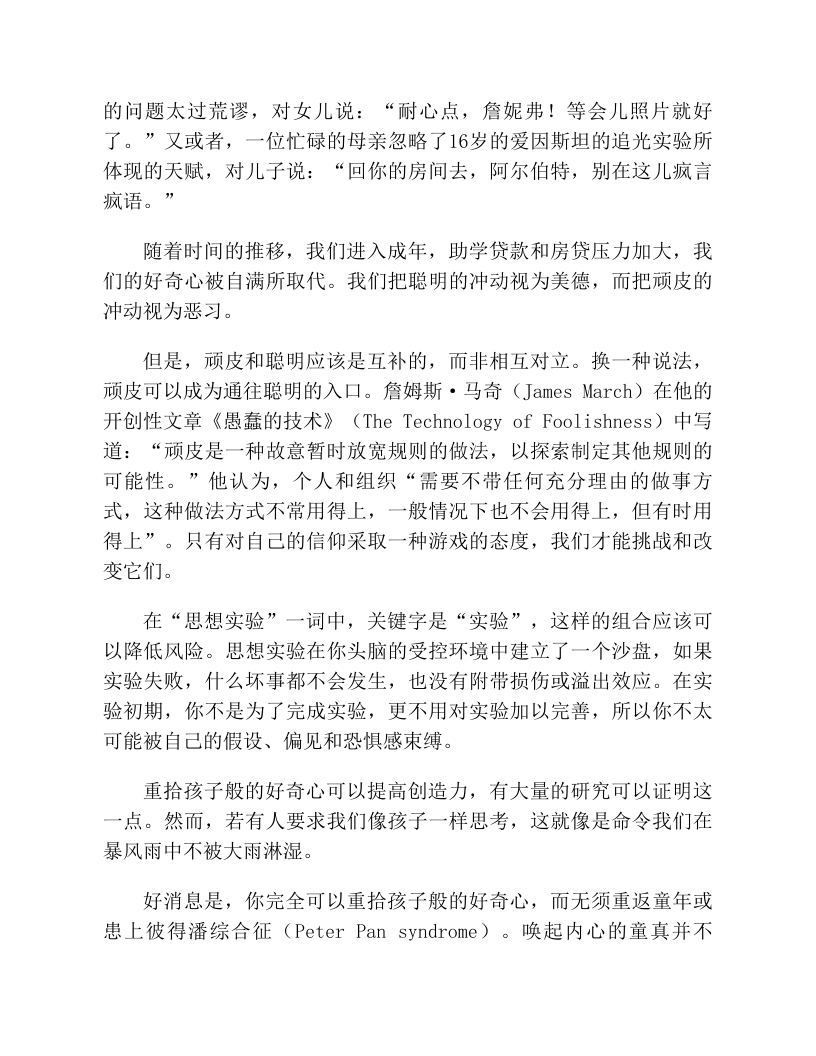 的问题太过荒谬，对女儿说：“耐心点，詹妮弗！等会儿照片就好
了。”又或者，一位忙碌的母亲忽略了16岁的爱因斯坦的追光实验所
体现的天赋，对儿子说：“回你的房间去，阿尔伯特，别在这儿疯言
疯语。”
随着时间的推移，我们进入成年，助学贷款和房贷压力加大，我
们的好奇心被自满所取代。我们把聪明的冲动视为美德，而把顽皮的
冲动视为恶习。
但是，顽皮和聪明应该是互补的，而非相互对立。换一种说法，
顽皮可以成为通往聪明的入口。詹姆斯·马奇（James March）在他的
开创性文章《愚蠢的技术》（The Technology of Foolishness）中写
道：“顽皮是一种故意暂时放宽规则的做法，以探索制定其他规则的
可能性。”他认为，个人和组织“需要不带任何充分理由的做事方
式，这种做法方式不常用得上，一般情况下也不会用得上，但有时用
得上”。只有对自己的信仰采取一种游戏的态度，我们才能挑战和改
变它们。
在“思想实验”一词中，关键字是“实验”，这样的组合应该可
以降低风险。思想实验在你头脑的受控环境中建立了一个沙盘，如果
实验失败，什么坏事都不会发生，也没有附带损伤或溢出效应。在实
验初期，你不是为了完成实验，更不用对实验加以完善，所以你不太
可能被自己的假设、偏见和恐惧感束缚。
重拾孩子般的好奇心可以提高创造力，有大量的研究可以证明这
一点。然而，若有人要求我们像孩子一样思考，这就像是命令我们在
暴风雨中不被大雨淋湿。
好消息是，你完全可以重拾孩子般的好奇心，而无须重返童年或
患上彼得潘综合征（Peter Pan syndrome）。唤起内心的童真并不